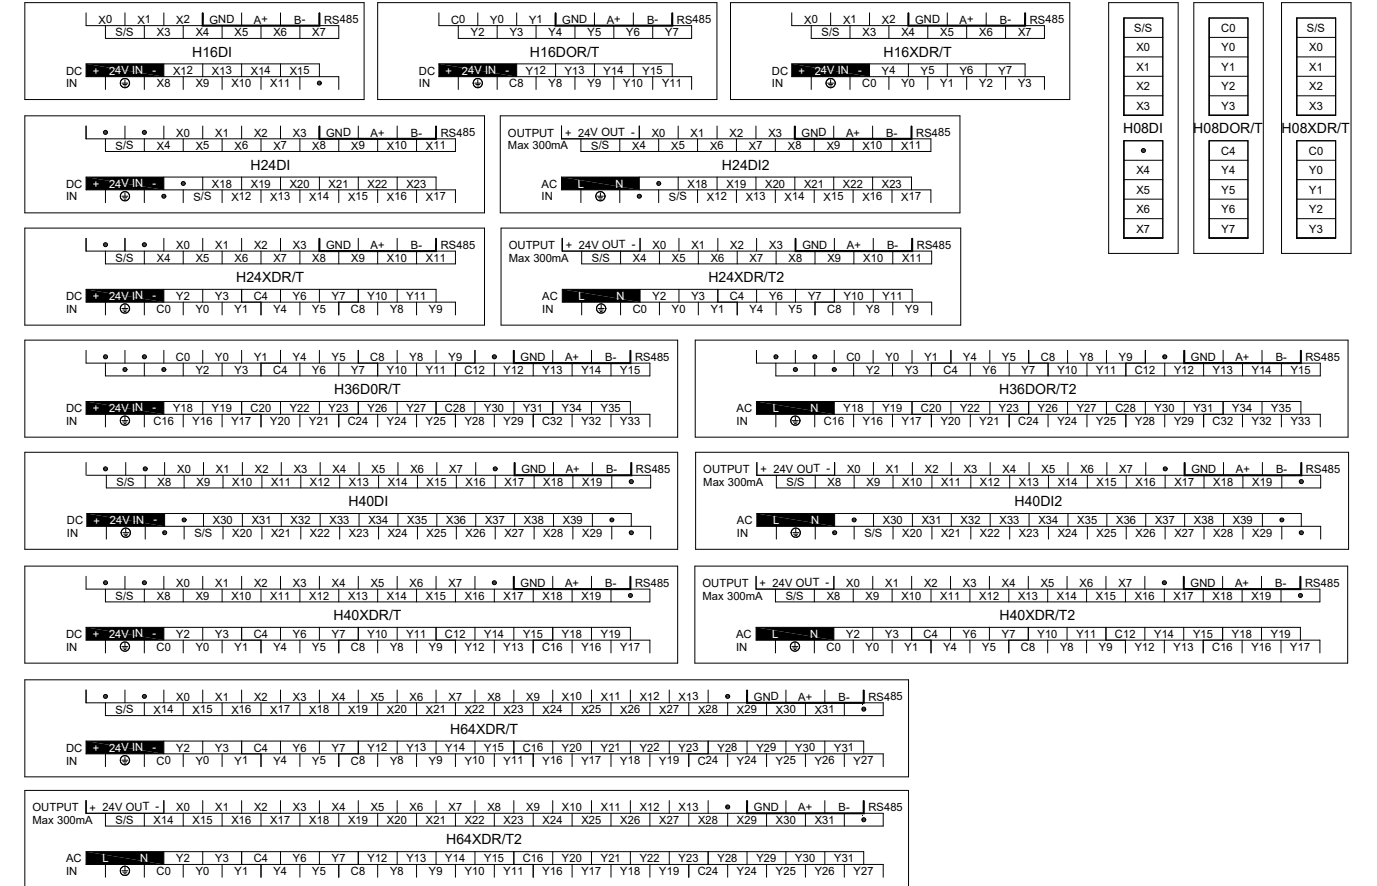 X0 X1 X2 GND A+ B- RS485
S/S X3 X4 X5 X6 X7
H16DI
DC + 24V IN - X12 X13 X14 X15
IN X8 X9 X10 X11
C0 Y0 Y1 GND A+ B- RS485
Y2 Y3 Y4 Y5 Y6 Y7
H16DOR/T
DC + 24V IN - Y12 Y13 Y14 Y15
IN C8 Y8 Y9 Y10 Y11
X0 X1 X2 GND A+ B- RS485
S/S X3 X4 X5 X6 X7
H16XDR/T
DC + 24V IN - Y4 Y5 Y6 Y7
IN C0 Y0 Y1 Y2 Y3
S/S
X0
X1
X2
X3
H08DI
X4
X5
X6
X7
C0
Y0
Y1
Y2
Y3
H08DOR/T
C4
Y4
Y5
Y6
Y7
S/S
X0
X1
X2
X3
H08XDR/T
C0
Y0
Y1
Y2
Y3
X0 X1 X2 X3 GND A+ B- RS485
S/S X4 X5 X6 X7 X8 X9 X10 X11
H24DI
DC + 24V IN - X18 X19 X20 X21 X22 X23
IN S/S X12 X13 X14 X15 X16 X17
OUTPUT + 24V OUT - X0 X1 X2 X3 GND A+ B- RS485
Max 300mA S/S X4 X5 X6 X7 X8 X9 X10 X11
H24DI2
AC L N X18 X19 X20 X21 X22 X23
IN S/S X12 X13 X14 X15 X16 X17
X0 X1 X2 X3 GND A+ B- RS485
S/S X4 X5 X6 X7 X8 X9 X10 X11
H24XDR/T
DC + 24V IN - Y2 Y3 C4 Y6 Y7 Y10 Y11
IN C0 Y0 Y1 Y4 Y5 C8 Y8 Y9
OUTPUT + 24V OUT - X0 X1 X2 X3 GND A+ B- RS485
Max 300mA S/S X4 X5 X6 X7 X8 X9 X10 X11
H24XDR/T2
AC L N Y2 Y3 C4 Y6 Y7 Y10 Y11
IN C0 Y0 Y1 Y4 Y5 C8 Y8 Y9
C0 Y0 Y1 Y4 Y5 C8 Y8 Y9 GND A+ B- RS485
Y2 Y3 C4 Y6 Y7 Y10 Y11 C12 Y12 Y13 Y14 Y15
H36D0R/T
DC + 24V IN - Y18 Y19 C20 Y22 Y23 Y26 Y27 C28 Y30 Y31 Y34 Y35
IN C16 Y16 Y17 Y20 Y21 C24 Y24 Y25 Y28 Y29 C32 Y32 Y33
C0 Y0 Y1 Y4 Y5 C8 Y8 Y9 GND A+ B- RS485
Y2 Y3 C4 Y6 Y7 Y10 Y11 C12 Y12 Y13 Y14 Y15
H36DOR/T2
AC L N Y18 Y19 C20 Y22 Y23 Y26 Y27 C28 Y30 Y31 Y34 Y35
IN C16 Y16 Y17 Y20 Y21 C24 Y24 Y25 Y28 Y29 C32 Y32 Y33
X0 X1 X2 X3 X4 X5 X6 X7 GND A+ B- RS485
S/S X8 X9 X10 X11 X12 X13 X14 X15 X16 X17 X18 X19
H40DI
DC + 24V IN - X30 X31 X32 X33 X34 X35 X36 X37 X38 X39
IN S/S X20 X21 X22 X23 X24 X25 X26 X27 X28 X29
OUTPUT + 24V OUT - X0 X1 X2 X3 X4 X5 X6 X7 GND A+ B- RS485
Max 300mA S/S X8 X9 X10 X11 X12 X13 X14 X15 X16 X17 X18 X19
H40DI2
AC L N X30 X31 X32 X33 X34 X35 X36 X37 X38 X39
IN S/S X20 X21 X22 X23 X24 X25 X26 X27 X28 X29
X0 X1 X2 X3 X4 X5 X6 X7 GND A+ B- RS485
S/S X8 X9 X10 X11 X12 X13 X14 X15 X16 X17 X18 X19
H40XDR/T
DC + 24V IN - Y2 Y3 C4 Y6 Y7 Y10 Y11 C12 Y14 Y15 Y18 Y19
IN C0 Y0 Y1 Y4 Y5 C8 Y8 Y9 Y12 Y13 C16 Y16 Y17
OUTPUT + 24V OUT - X0 X1 X2 X3 X4 X5 X6 X7 GND A+ B- RS485
Max 300mA S/S X8 X9 X10 X11 X12 X13 X14 X15 X16 X17 X18 X19
H40XDR/T2
AC L N Y2 Y3 C4 Y6 Y7 Y10 Y11 C12 Y14 Y15 Y18 Y19
IN C0 Y0 Y1 Y4 Y5 C8 Y8 Y9 Y12 Y13 C16 Y16 Y17
X0 X1 X2 X3 X4 X5 X6 X7 X8 X9 X10 X11 X12 X13 GND A+ B- RS485
S/S X14 X15 X16 X17 X18 X19 X20 X21 X22 X23 X24 X25 X26 X27 X28 X29 X30 X31
H64XDR/T
DC + 24V IN - Y2 Y3 C4 Y6 Y7 Y12 Y13 Y14 Y15 C16 Y20 Y21 Y22 Y23 Y28 Y29 Y30 Y31
IN C0 Y0 Y1 Y4 Y5 C8 Y8 Y9 Y10 Y11 Y16 Y17 Y18 Y19 C24 Y24 Y25 Y26 Y27
OUTPUT + 24V OUT - X0 X1 X2 X3 X4 X5 X6 X7 X8 X9 X10 X11 X12 X13 GND A+ B- RS485
Max 300mA S/S X14 X15 X16 X17 X18 X19 X20 X21 X22 X23 X24 X25 X26 X27 X28 X29 X30 X31
H64XDR/T2
AC L N Y2 Y3 C4 Y6 Y7 Y12 Y13 Y14 Y15 C16 Y20 Y21 Y22 Y23 Y28 Y29 Y30 Y31
IN C0 Y0 Y1 Y4 Y5 C8 Y8 Y9 Y10 Y11 Y16 Y17 Y18 Y19 C24 Y24 Y25 Y26 Y27